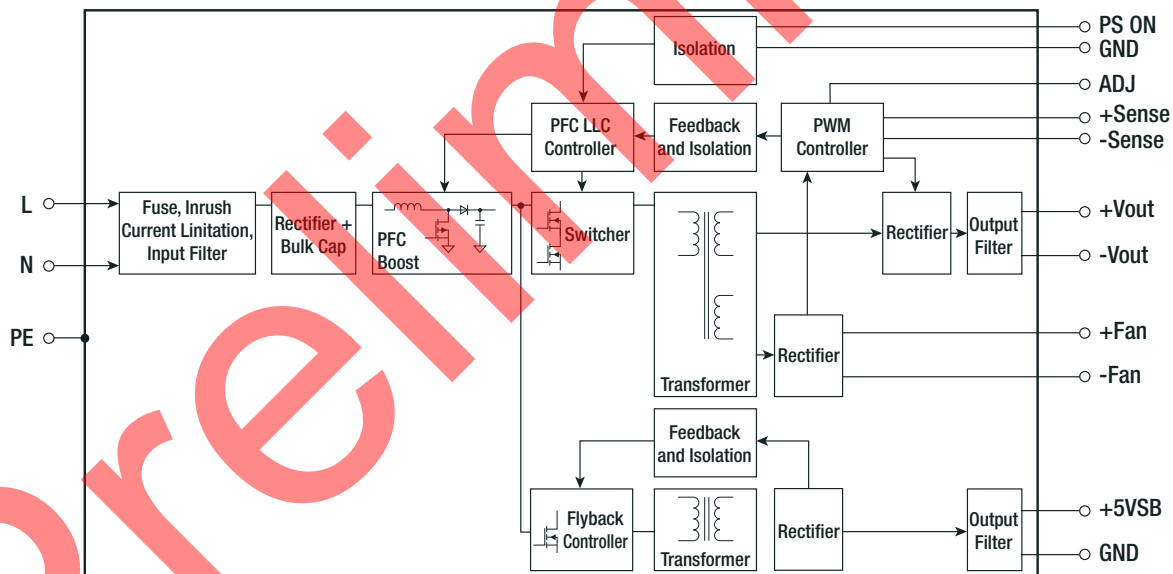 PS ON
Isolation
GND
ADJ
+Sense
-Sense
PFC LLC
Controller
Feedback
and Isolation
PWM
Controller
L
Fuse, Inrush
Current Linitation,
Input Filter
N
Rectifier +
Bulk Cap
PFC
Boost
Switcher
Rectifier
Output
Filter
+Vout
-Vout
PE
Transformer
Rectifier
+Fan
-Fan
Feedback
and Isolation
Flyback
Controller
Transformer
Rectifier
Output
Filter
+5VSB
GND
prelim